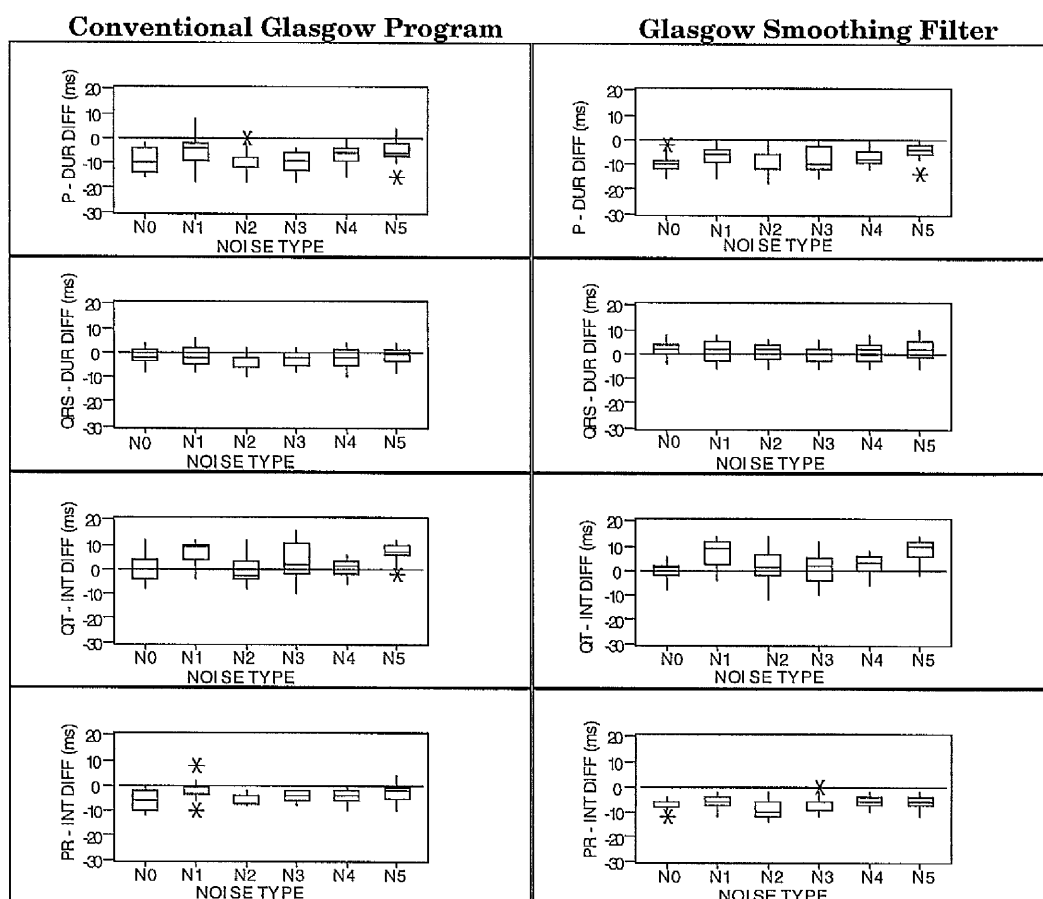 Conventional Glasgow Program
Glasgow Smoothing Filter
P - DUR DIFF (ms)
20
10
0
-10
-20
-30
N0 N1 N2 N3 N4 N5
NOISE TYPE
P - DUR DIFF (ms)
20
10
0
-10
-20
-30
N0 N1 N2 N3 N4 N5
NOISE TYPE
QRS - DUR DIFF (ms)
20
10
0
-10
20
-30
N0 N1 N2 N3 N4 N5
NOISE TYPE
QRS - DUR DIFF (ms)
20
10
0
-10
-20
-30
N0 N1 N2 N3 N4 N5
NOISE TYPE
QT - INT DIFF (ms)
20
10
0
-10
-20
-30
N0 N1 N2 N3 N4 N5
NOISE TYPE
QT - INT DIFF (ms)
20
10
0
-10
-20
-30
N0 N1 N2 N3 N4 N5
NOISE TYPE
PR - INT DIFF (ms)
20
10
0
-10
-20
-30
N0 N1 N2 N3 N4 N5
NOISE TYPE
PR - INT DIFF (ms)
20
10
0
-10
-20
-30
N0 N1 N2 N3 N4 N5
NOISE TYPE